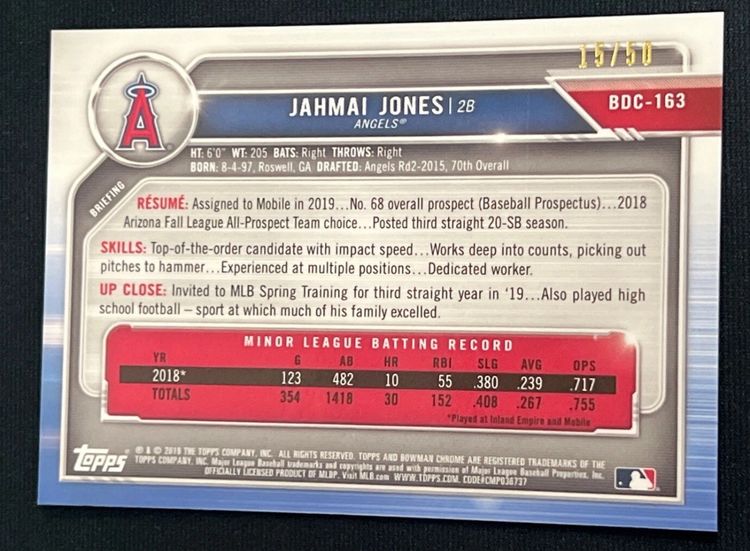 15/50
BDC-163
A
JAHMAI JONES | 2B
ANGELS®
HT: 6'0" WT: 205 BATS: Right THROWS: Right
BORN: 8-4-97, Roswell, GA DRAFTED: Angels Rd2-2015, 70th Overall
BRIEFING
RÉSUMÉ: Assigned to Mobile in 2019...No. 68 overall prospect (Baseball Prospectus)...2018
Arizona Fall League All-Prospect Team choice...Posted third straight 20-SB season.
SKILLS: Top-of-the-order candidate with impact speed...Works deep into counts, picking out
pitches to hammer...Experienced at multiple positions...Dedicated worker.
UP CLOSE: Invited to MLB Spring Training for third straight year in '19...Also played high
school football – sport at which much of his family excelled.
MINOR LEAGUE BATTING RECORD
YR G AB HR RBI SLG AVG OPS
2018* 123 482 10 55 .380 .239 .717
TOTALS 354 1418 30 152 .408 .267 .755
*Played at Inland Empire and Mobile
topps
® & © 2019 THE TOPPS COMPANY, INC. ALL RIGHTS RESERVED. TOPPS AND BOWMAN CHROME ARE REGISTERED TRADEMARKS OF THE
TOPPS COMPANY, INC. Major League Baseball trademarks and copyrights are used with permission of Major League Baseball Properties, Inc.
OFFICIALLY LICENSED PRODUCT OF MLBP. Visit MLB.com WWW.TOPPS.COM. CODE#CMP036737